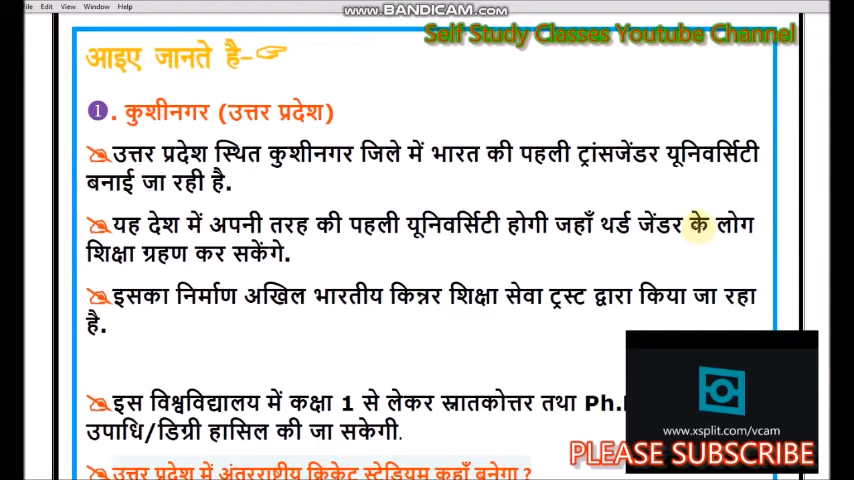 www.BANDICAM.com
File Edit View Window Help
Self Study Classes Youtube Channel
आइए जानते है-
1. कुशीनगर (उत्तर प्रदेश)
उत्तर प्रदेश स्थित कुशीनगर जिले में भारत की पहली ट्रांसजेंडर यूनिवर्सिटी
बनाई जा रही है.
यह देश में अपनी तरह की पहली यूनिवर्सिटी होगी जहाँ थर्ड जेंडर के लोग
शिक्षा ग्रहण कर सकेंगे.
इसका निर्माण अखिल भारतीय किन्नर शिक्षा सेवा ट्रस्ट द्वारा किया जा रहा
है.
इस विश्वविद्यालय में कक्षा 1 से लेकर स्नातकोत्तर तथा
उपाधि/डिग्री हासिल की जा सकेगी.
www.xsplit.com/vcam
PLEASE SUBSCRIBE
उत्तर प्रदेश में अंतरराष्टीय क्रिकेट स्टेडियम कहाँ बनेगा ?